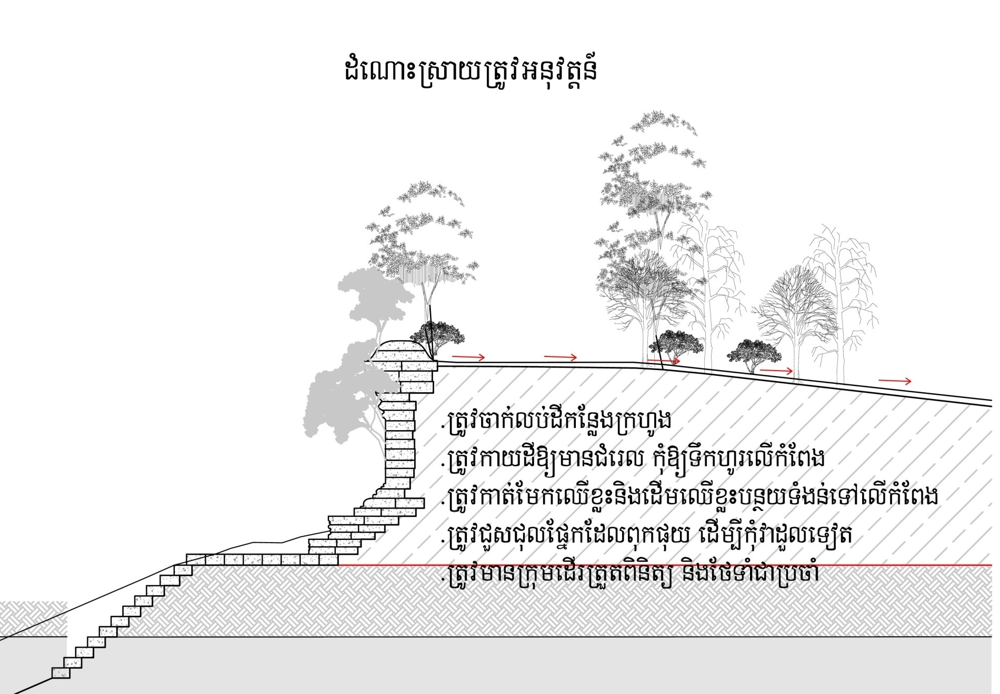 ដំណោះស្រាយត្រូវអនុវត្តន៍
.ត្រូវចាក់លប់ដីកន្លែងក្រហូង
.ត្រូវកាយដីឱ្យមានជំរេល កុំឱ្យទឹកហូរលើកំពែង
.ត្រូវកាត់មែកឈើខ្លះនិងដើមឈើខ្លះបន្ថយទំងន់ទៅលើកំពែង
.ត្រូវជួសជុលផ្នែកដែលពុកផុយ ដើម្បីកុំវាដួលទៀត
.ត្រូវមានក្រុមដើរត្រួតពិនិត្យ និងថែទាំជាប្រចាំ